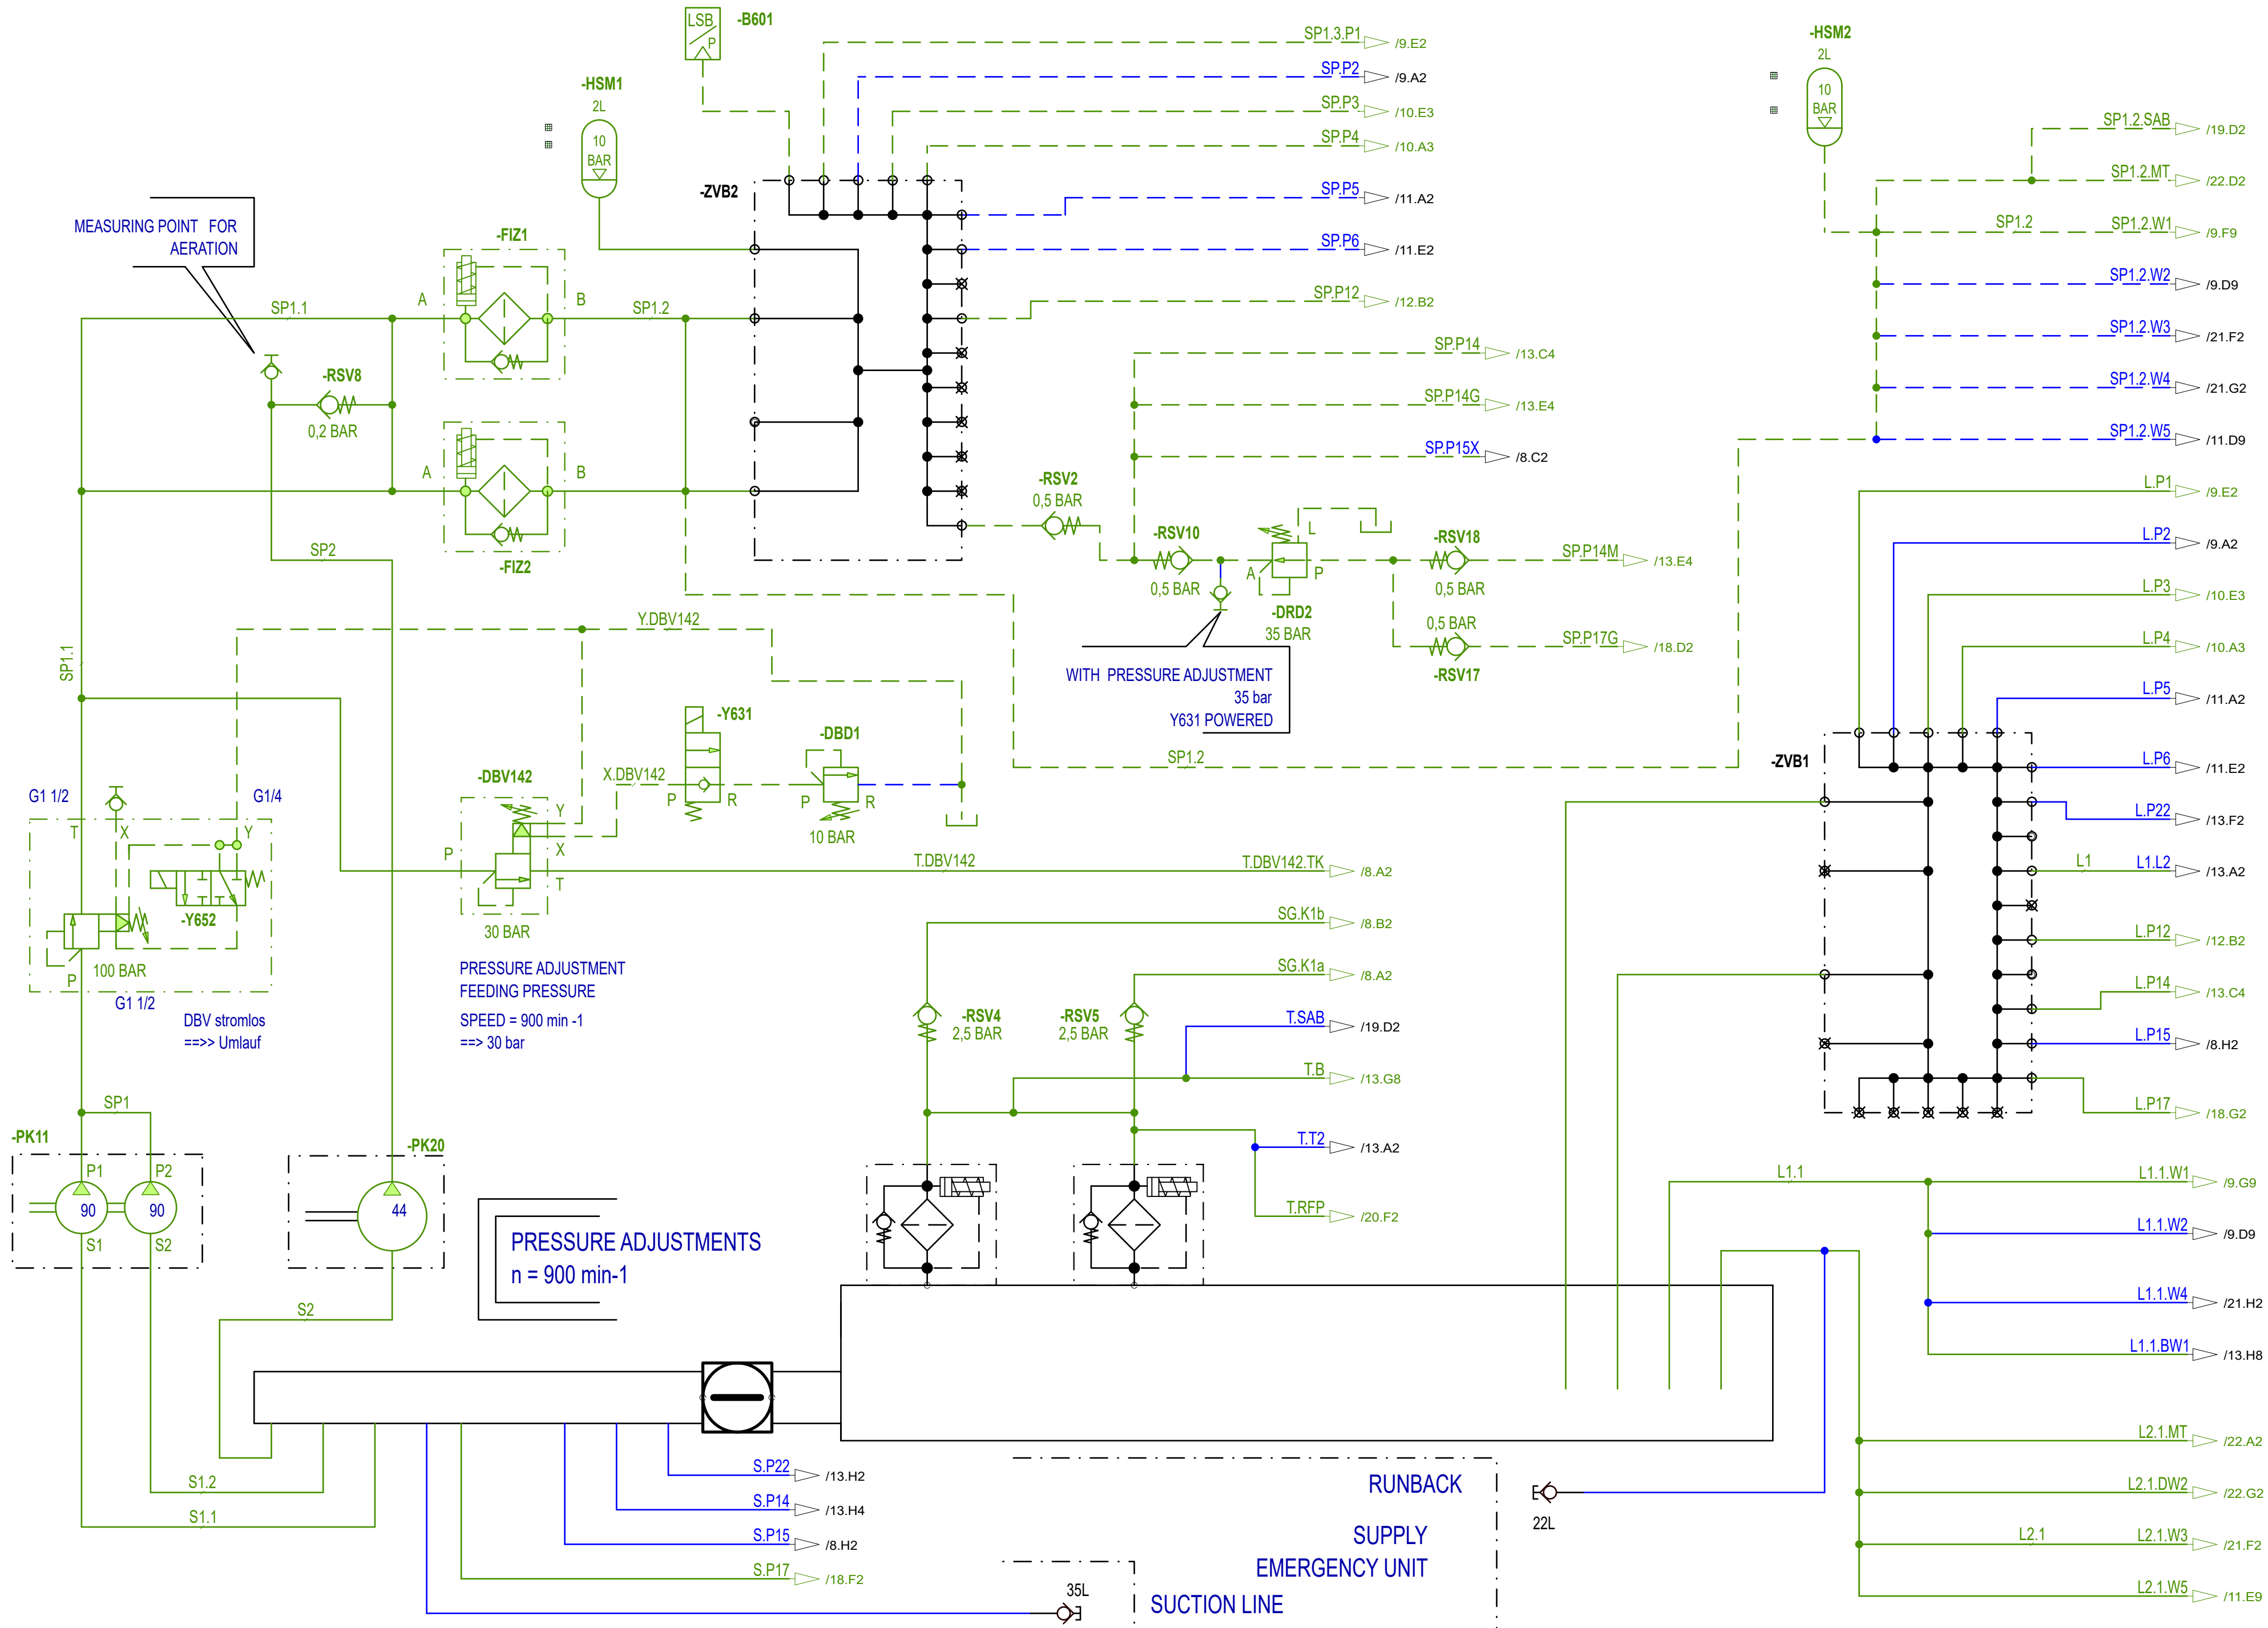 LSB
P
-B601
SP1.3.P1
/9.E2
SP.P2
/9.A2
SP.P3
/10.E3
SP.P4
/10.A3
-HSM1
2L
10
BAR
-ZVB2
SP.P5
/11.A2
SP.P6
/11.E2
SP.P12
/12.B2
-HSM2
2L
10
BAR
SP1.2.SAB
/19.D2
SP1.2.MT
/22.D2
SP1.2
SP1.2.W1
/9.F9
SP1.2.W2
/9.D9
SP1.2.W3
/21.F2
SP1.2.W4
/21.G2
SP1.2.W5
/11.D9
MEASURING POINT FOR
AERATION
-FIZ1
A
B
SP1.1
SP1.2
-RSV8
0,2 BAR
A
B
-FIZ2
SP2
SP.P14
/13.C4
SP.P14G
/13.E4
SP.P15X
/8.C2
-RSV2
0,5 BAR
-RSV10
0,5 BAR
L
A
P
-DRD2
35 BAR
-RSV18
0,5 BAR
SP.P14M
/13.E4
0,5 BAR
-RSV17
SP.P17G
/18.D2
WITH PRESSURE ADJUSTMENT
35 bar
Y631 POWERED
L.P1
/9.E2
L.P2
/9.A2
L.P3
/10.E3
L.P4
/10.A3
L.P5
/11.A2
-ZVB1
L.P6
/11.E2
L.P22
/13.F2
L1
L1.L2
/13.A2
L.P12
/12.B2
L.P14
/13.C4
L.P15
/8.H2
L.P17
/18.G2
SP1.1
Y.DBV142
SP1.2
-Y631
P
R
-DBD1
P
R
10 BAR
X.DBV142
-DBV142
Y
X
P
T
30 BAR
G1 1/2
G1/4
T
X
Y
-Y652
P
100 BAR
G1 1/2
DBV stromlos
==>> Umlauf
PRESSURE ADJUSTMENT
FEEDING PRESSURE
SPEED = 900 min -1
==> 30 bar
T.DBV142
T.DBV142.TK
/8.A2
SG.K1b
/8.B2
SG.K1a
/8.A2
-RSV4
2,5 BAR
-RSV5
2,5 BAR
T.SAB
/19.D2
T.B
/13.G8
T.T2
/13.A2
T.RFP
/20.F2
SP1
-PK11
P1
P2
90
90
S1
S2
-PK20
44
PRESSURE ADJUSTMENTS
n = 900 min-1
S2
S1.2
S1.1
S.P22
/13.H2
S.P14
/13.H4
S.P15
/8.H2
S.P17
/18.F2
35L
RUNBACK
SUPPLY
EMERGENCY UNIT
SUCTION LINE
22L
L1.1
L1.1.W1
/9.G9
L1.1.W2
/9.D9
L1.1.W4
/21.H2
L1.1.BW1
/13.H8
L2.1.MT
/22.A2
L2.1.DW2
/22.G2
L2.1
L2.1.W3
/21.F2
L2.1.W5
/11.E9